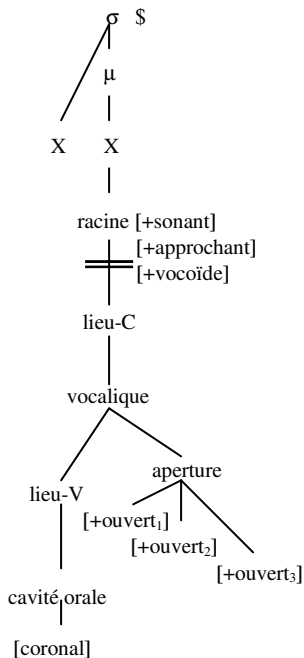 σ $
μ
X X
racine [+sonant]
[+approchant]
[+vocoïde]
lieu-C
vocalique
aperture
lieu-V
[+ouvert₁]
[+ouvert₂]
[+ouvert₃]
cavité orale
[coronal]